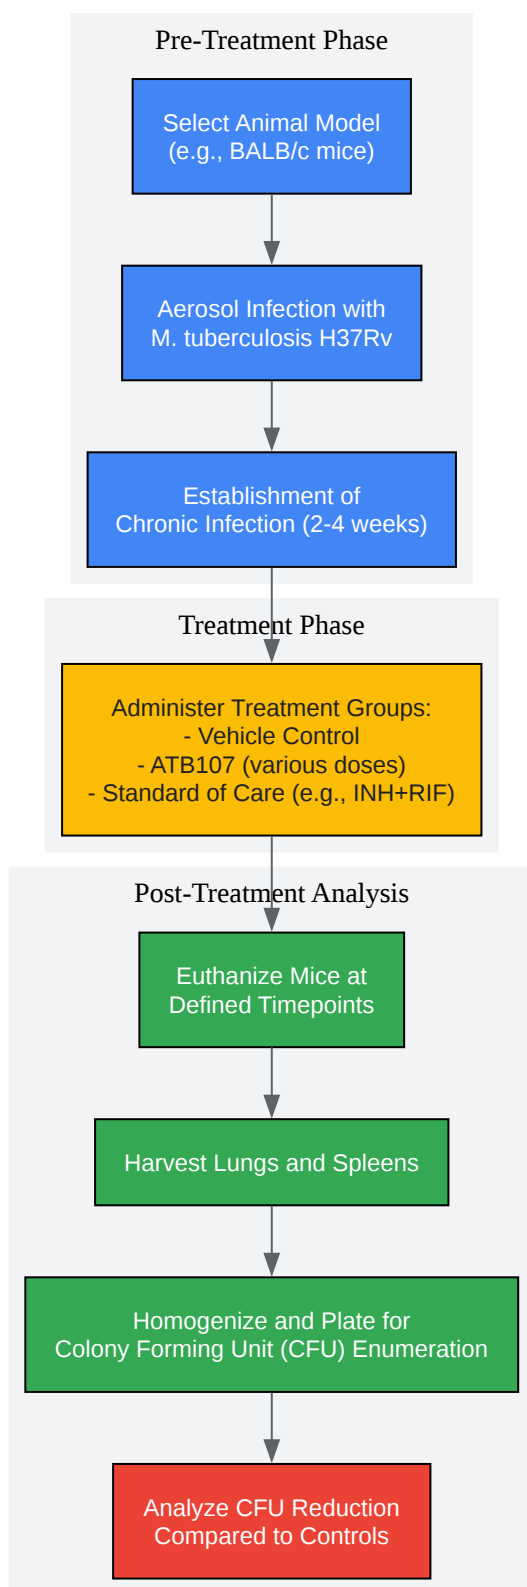 Pre-Treatment Phase
Select Animal Model
(e.g., BALB/c mice)
Aerosol Infection with
M. tuberculosis H37Rv
Establishment of
Chronic Infection (2-4 weeks)
Treatment Phase
Administer Treatment Groups:
- Vehicle Control
- ATB107 (various doses)
- Standard of Care (e.g., INH+RIF)
Post-Treatment Analysis
Euthanize Mice at
Defined Timepoints
Harvest Lungs and Spleens
Homogenize and Plate for
Colony Forming Unit (CFU) Enumeration
Analyze CFU Reduction
Compared to Controls